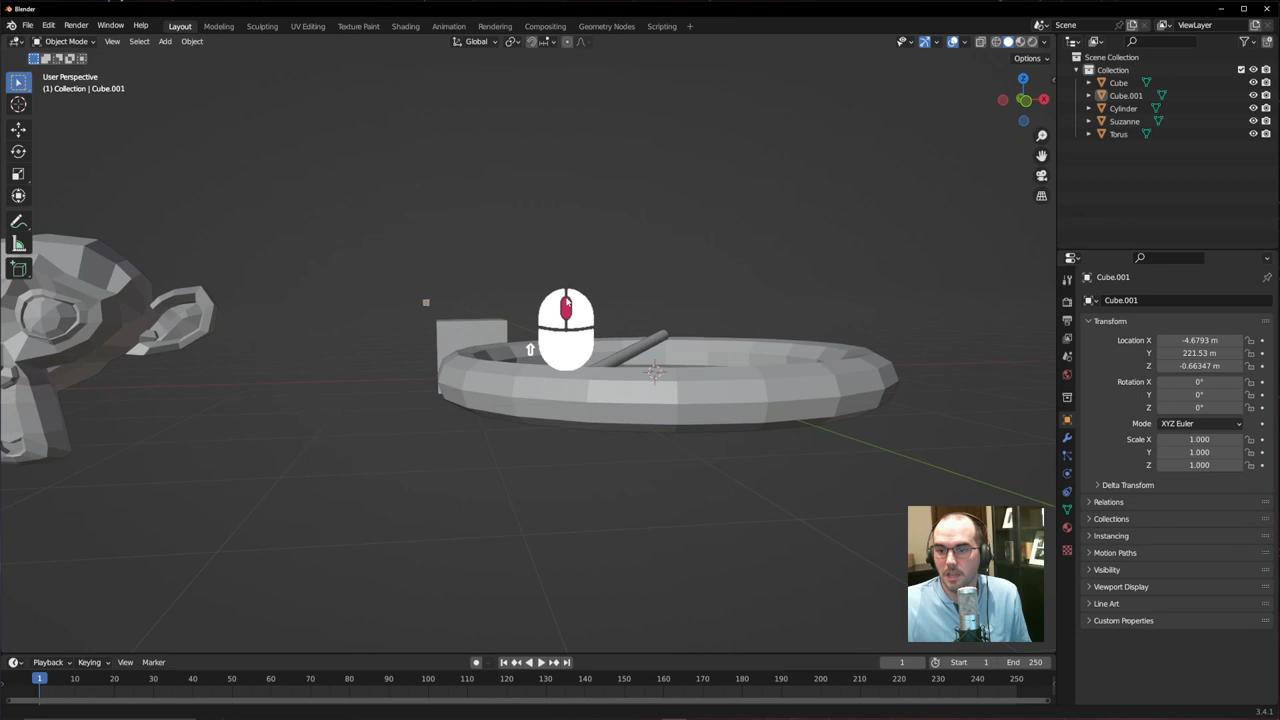 Blender
File Edit Render Window Help Layout Modeling Sculpting UV Editing Texture Paint Shading Animation Rendering Compositing Geometry Nodes Scripting + Scene ViewLayer
Object Mode View Select Add Object Global
Options
User Perspective
(1) Collection | Cube.001
Z
X
Scene Collection
Collection
Cube
Cube.001
Cylinder
Suzanne
Torus
Cube.001
Cube.001
Transform
Location X -4.6793 m
Y 221.53 m
Z -0.66347 m
Rotation X 0°
Y 0°
Z 0°
Mode XYZ Euler
Scale X 1.000
Y 1.000
Z 1.000
Delta Transform
Relations
Collections
Instancing
Motion Paths
Visibility
Viewport Display
Line Art
Custom Properties
Playback Keying View Marker 1 Start 1 End 250
1 10 20 30 40 50 60 70 80 90 100 110 120 130 140 150 160 170 180 190 200 210 220 230 240 250
3.4.1